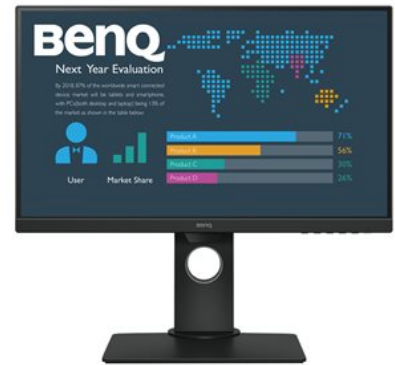 BenQ
Next Year Evaluation
By 2018, 87% of the worldwide smart connected
device market will be tablets and smartphone,
with PCs(both desktop and laptop) being 13% of
the market as shown in the table below:
Product A 71%
Product B 56%
Product C 30%
Product D 26%
User Market Share
BenQ